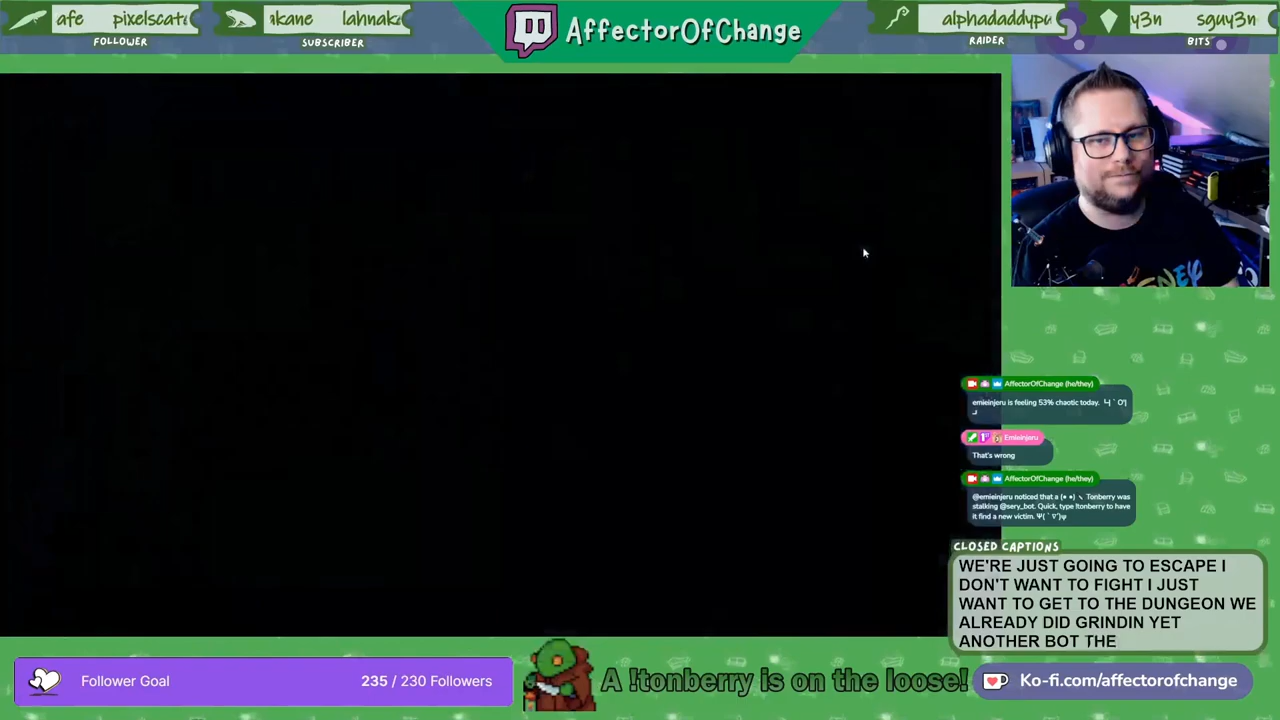 afe pixelscat
FOLLOWER
akane lahnak
SUBSCRIBER
AffectorOfChange
alphadaddypu
RAIDER
y3n sguy3n
BITS
AffectorOfChange (he/they)
emieinjeru is feeling 53% chaotic today.
Emieinjeru
That's wrong
AffectorOfChange (he/they)
@emieinjeru noticed that a (• •) Tonberry was
stalking @sery_bot. Quick, type !tonberry to have
it find a new victim.
CLOSED CAPTIONS
WE'RE JUST GOING TO ESCAPE I
DON'T WANT TO FIGHT I JUST
WANT TO GET TO THE DUNGEON WE
ALREADY DID GRINDIN YET
ANOTHER BOT THE
Follower Goal
235 / 230 Followers
A !tonberry is on the loose!
Ko-fi.com/affectorofchange